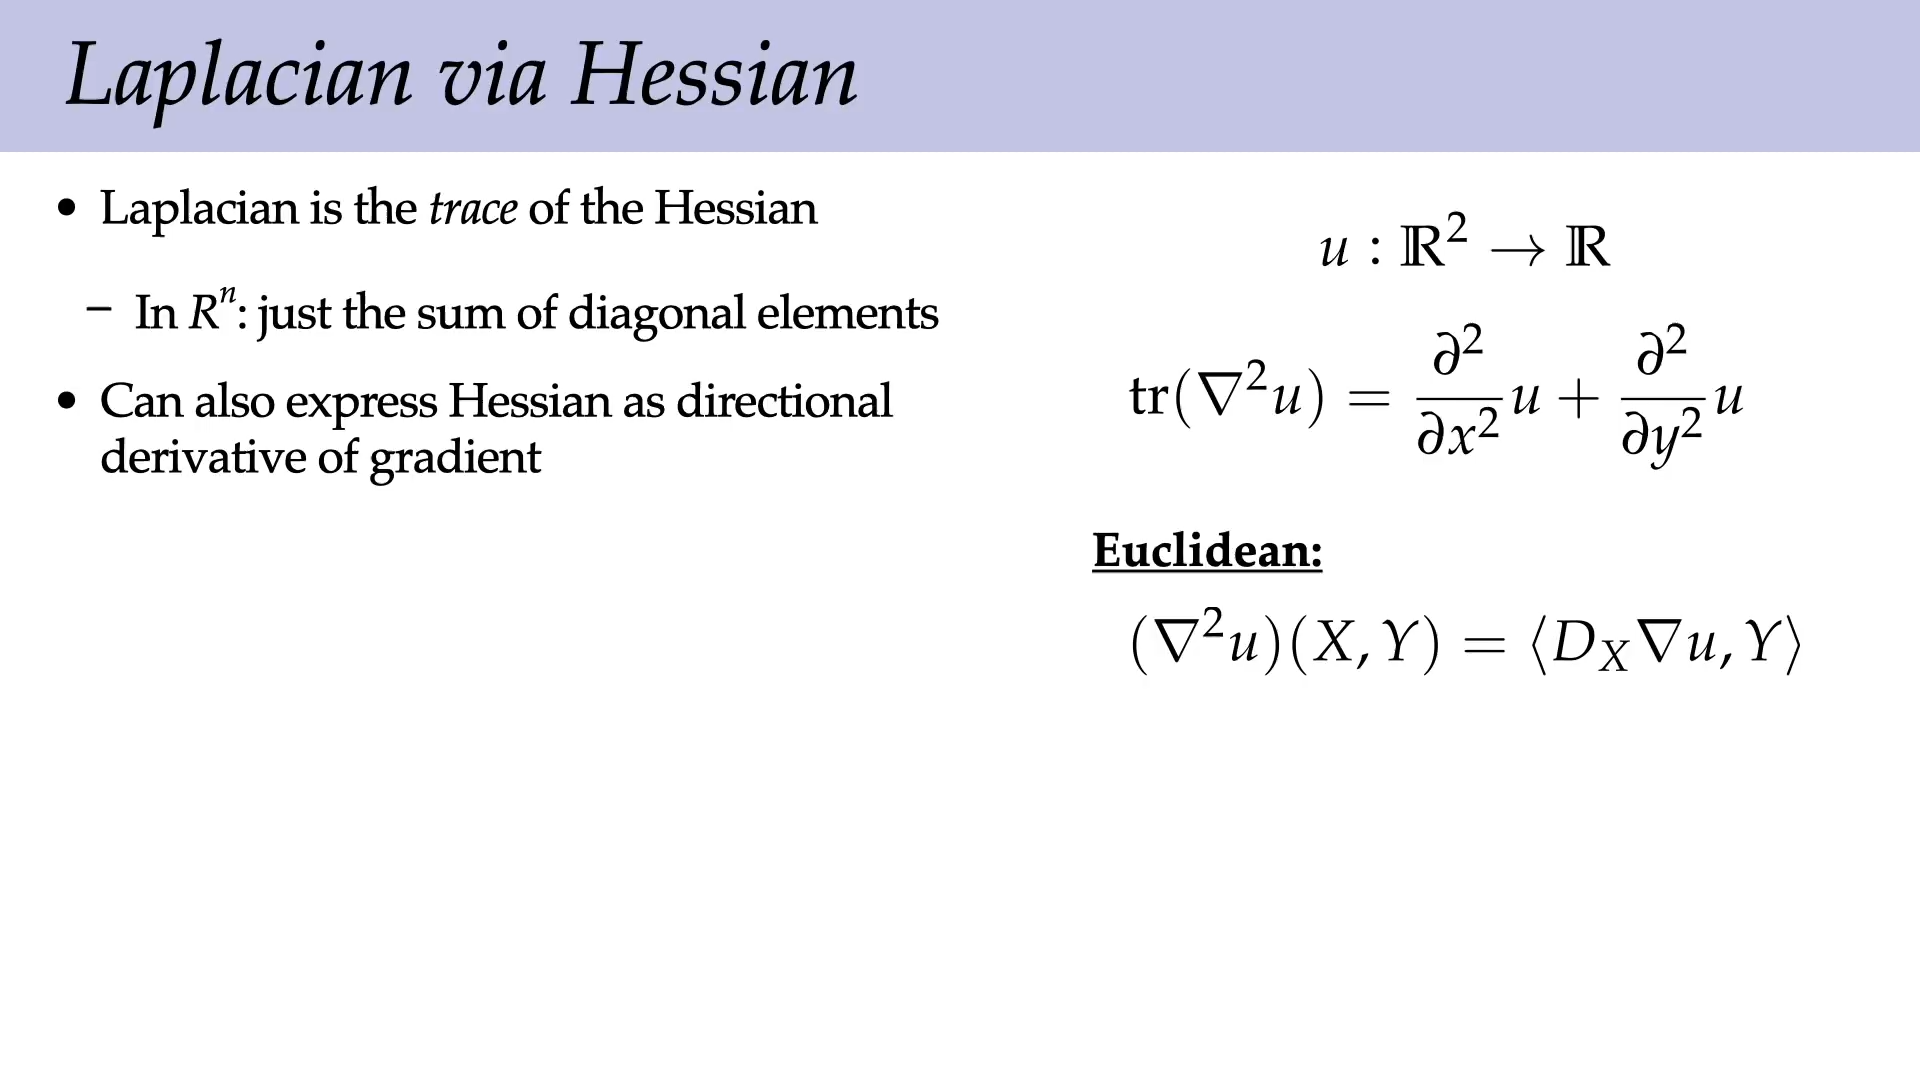 Laplacian via Hessian
• Laplacian is the trace of the Hessian
– In Rⁿ: just the sum of diagonal elements
• Can also express Hessian as directional
derivative of gradient
u : ℝ² → ℝ
tr(∇²u) = ∂²/∂x² u + ∂²/∂y² u
Euclidean:
(∇²u)(X, Y) = ⟨D_X∇u, Y⟩